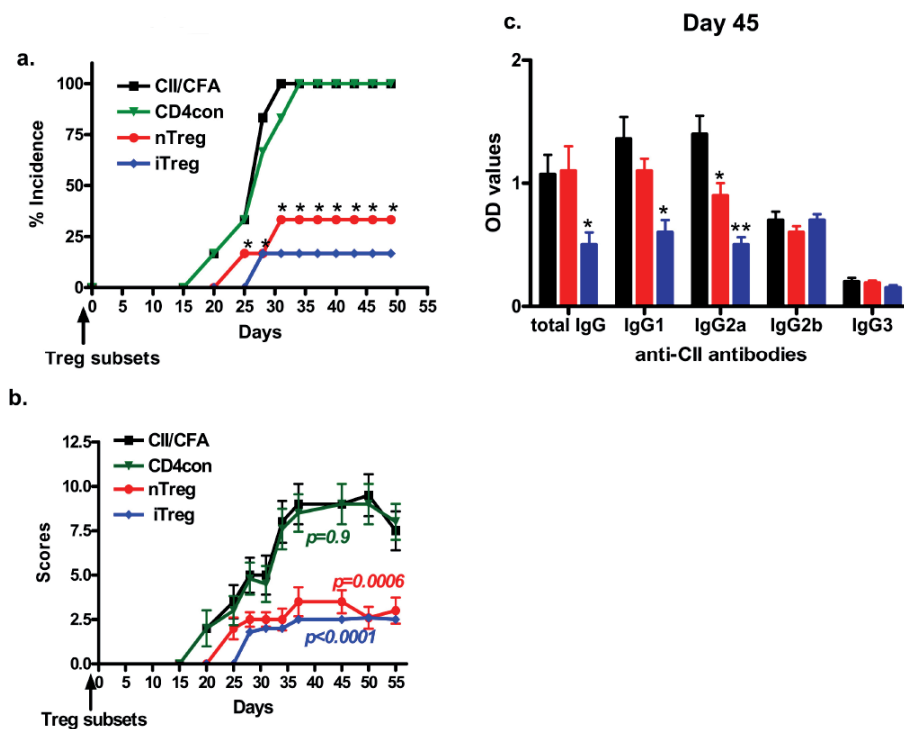 a.
100
75
50
25
0
% Incidence
CII/CFA
CD4con
nTreg
iTreg
* * * * * * * * *
0 5 10 15 20 25 30 35 40 45 50 55
Days
Treg subsets
c.
Day 45
2
1
0
OD values
*
*
*
**
total IgG IgG1 IgG2a IgG2b IgG3
anti-CII antibodies
b.
12.5
10.0
7.5
5.0
2.5
0.0
Scores
CII/CFA
CD4con
nTreg
iTreg
p=0.9
p=0.0006
p<0.0001
0 5 10 15 20 25 30 35 40 45 50 55
Days
Treg subsets